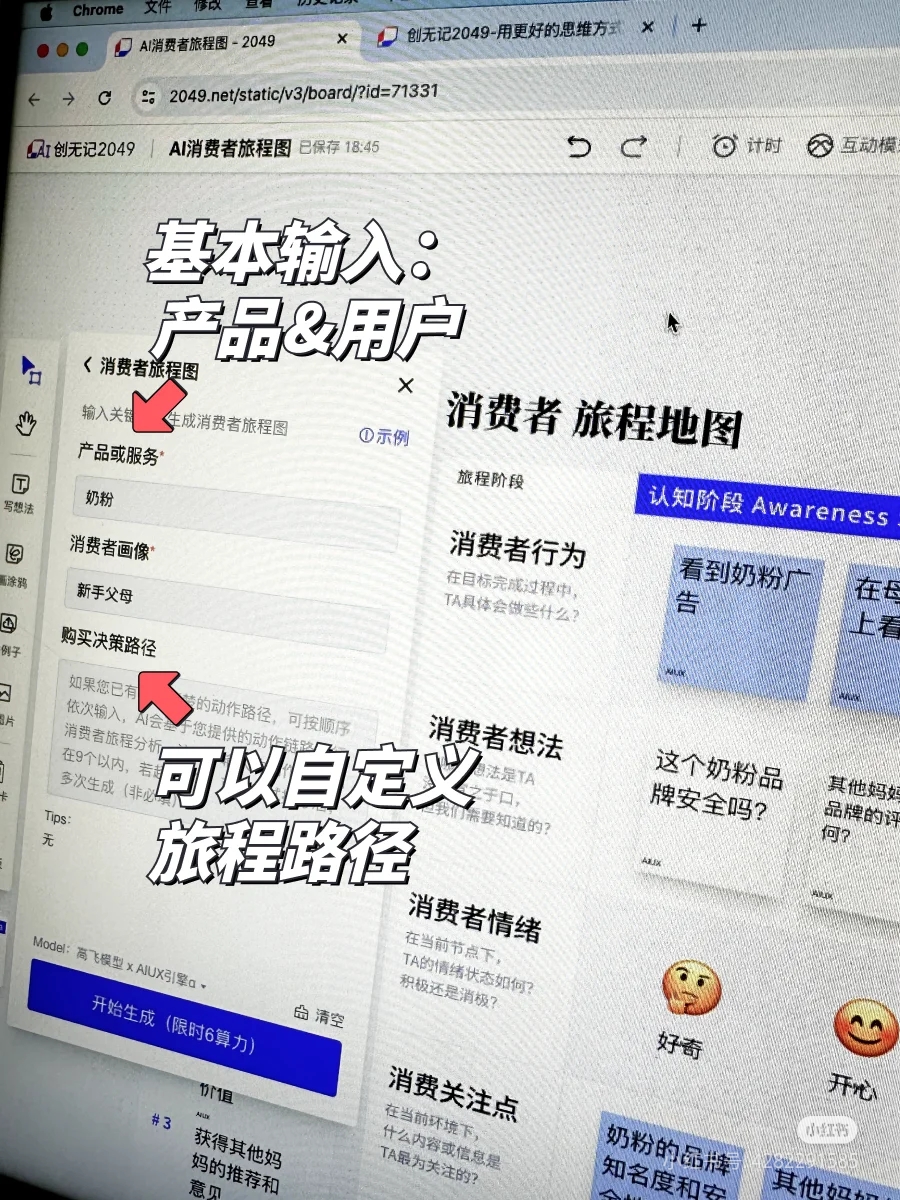 Chrome 文件 修改 查看 历史记录
AI消费者旅程图 - 2049
创无记2049-用更好的思维方式
2049.net/static/v3/board/?id=71331
AI 创无记2049
AI消费者旅程图 已保存 18:45
计时
互动模
基本输入：
产品&用户
消费者旅程图
输入关键 生成消费者旅程图
示例
产品或服务*
奶粉
消费者画像*
新手父母
购买决策路径
如果您已有 的动作路径，可按顺序
依次输入，AI会基于您提供的动作链路
消费者旅程分析
在9个以内，若超
多次生成（非必填）
可以自定义
旅程路径
Tips:
无
Model: 高飞模型 x AIUX引擎α
清空
开始生成（限时6算力）
写想法
画涂鸦
例子
图片
卡
消费者 旅程地图
旅程阶段
认知阶段 Awareness
消费者行为
在目标完成过程中，
TA具体会做些什么？
看到奶粉广
告
AIUX
在母
上看
AIUX
消费者想法
想法是TA
之于口，
但我们需要知道的？
这个奶粉品
牌安全吗？
AIUX
其他妈妈
品牌的评
何？
AIUX
消费者情绪
在当前节点下，
TA的情绪状态如何？
积极还是消极？
好奇
开心
消费关注点
在当前环境下，
什么内容或信息是
TA最为关注的？
奶粉的品牌
知名度和安
其他妈妈
价值
AIUX
#3
获得其他妈
妈的推荐和
意见
小红书